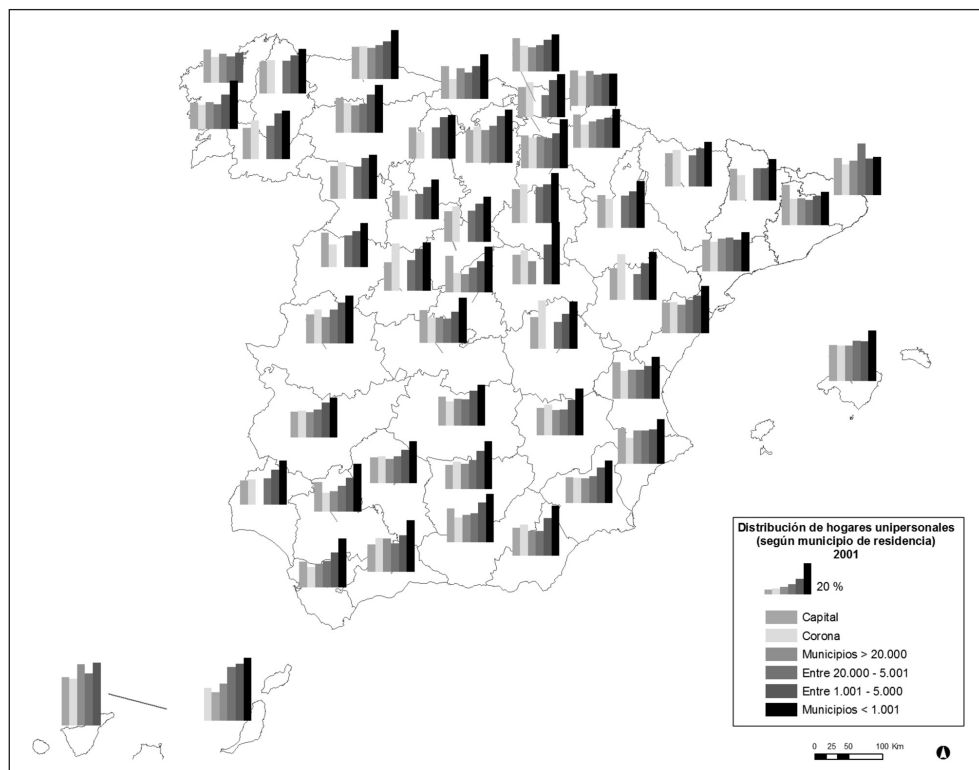 Distribución de hogares unipersonales
(según municipio de residencia)
2001
20 %
Capital
Corona
Municipios > 20.000
Entre 20.000 - 5.001
Entre 1.001 - 5.000
Municipios < 1.001
0 25 50 100 Km